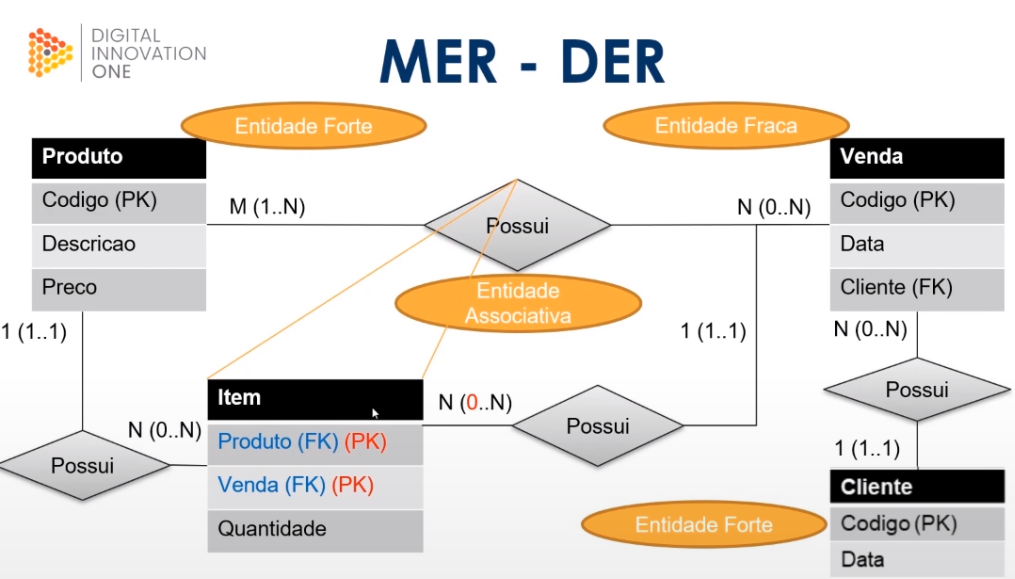 DIGITAL
INNOVATION
ONE
MER - DER
Entidade Forte
Entidade Fraca
Produto
Codigo (PK)
Descricao
Preco
M (1..N)
Possui
N (0..N)
Venda
Codigo (PK)
Data
Cliente (FK)
Entidade
Associativa
1 (1..1)
1 (1..1)
N (0..N)
Item
Produto (FK) (PK)
Venda (FK) (PK)
Quantidade
N (0..N)
Possui
N (0..N)
Possui
Possui
1 (1..1)
Entidade Forte
Cliente
Codigo (PK)
Data